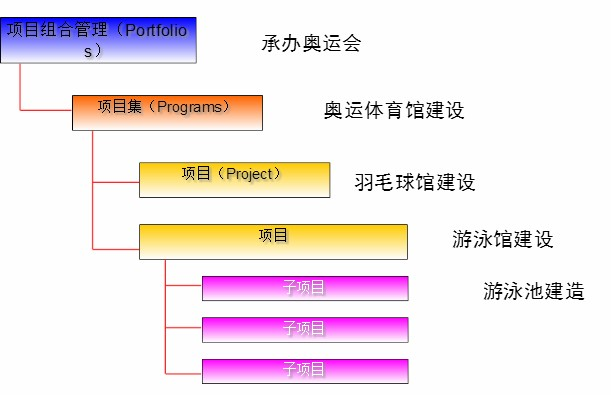 项目组合管理（Portfolio
s）
承办奥运会
项目集（Programs）
奥运体育馆建设
项目（Project）
羽毛球馆建设
项目
游泳馆建设
子项目
游泳池建造
子项目
子项目